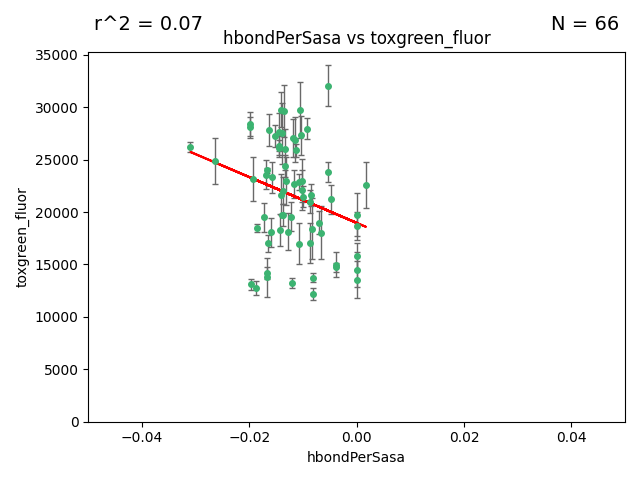 r^2 = 0.07
N = 66
hbondPerSasa vs toxgreen_fluor
35000
30000
25000
20000
15000
10000
5000
0
toxgreen_fluor
−0.04
−0.02
0.00
0.02
0.04
hbondPerSasa